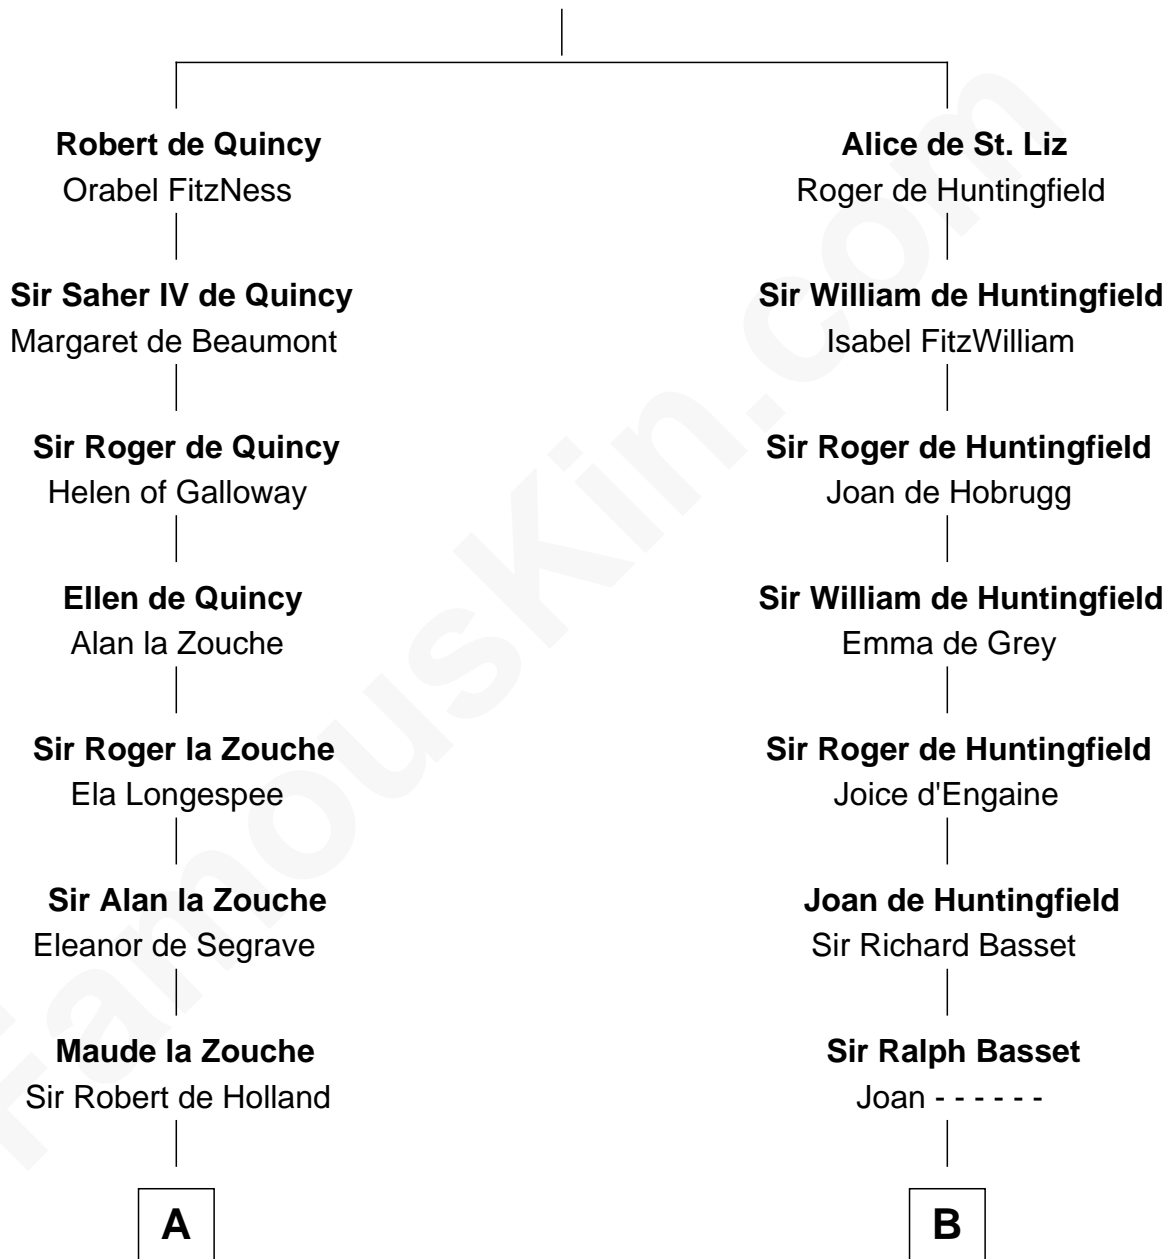 Robert de Quincy
Orabel FitzNess
Alice de St. Liz
Roger de Huntingfield
Sir Saher IV de Quincy
Margaret de Beaumont
Sir William de Huntingfield
Isabel FitzWilliam
Sir Roger de Quincy
Helen of Galloway
Sir Roger de Huntingfield
Joan de Hobrugg
Ellen de Quincy
Alan la Zouche
Sir William de Huntingfield
Emma de Grey
Sir Roger la Zouche
Ela Longespee
Sir Roger de Huntingfield
Joice d'Engaine
Sir Alan la Zouche
Eleanor de Segrave
Joan de Huntingfield
Sir Richard Basset
Maude la Zouche
Sir Robert de Holland
Sir Ralph Basset
Joan - - - - - -
A
B
FamousKin.com